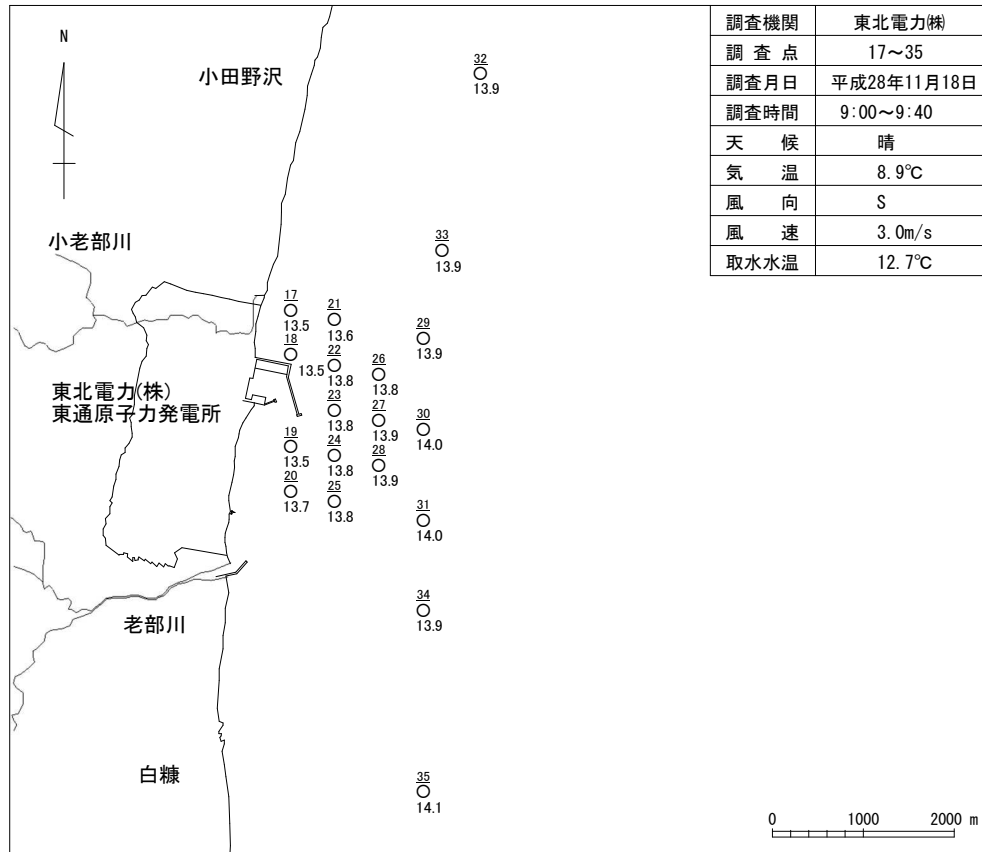 N
小田野沢
小老部川
東北電力(株)
東通原子力発電所
老部川
白糠
調査機関 東北電力㈱
調査点 17～35
調査月日 平成28年11月18日
調査時間 9:00～9:40
天候 晴
気温 8.9℃
風向 S
風速 3.0m/s
取水水温 12.7℃
32
13.9
33
13.9
17
13.5
21
13.6
18
13.5
22
13.8
29
13.9
26
13.8
23
13.8
27
13.9
30
14.0
19
13.5
24
13.8
28
13.9
20
13.7
25
13.8
31
14.0
34
13.9
35
14.1
0 1000 2000 m